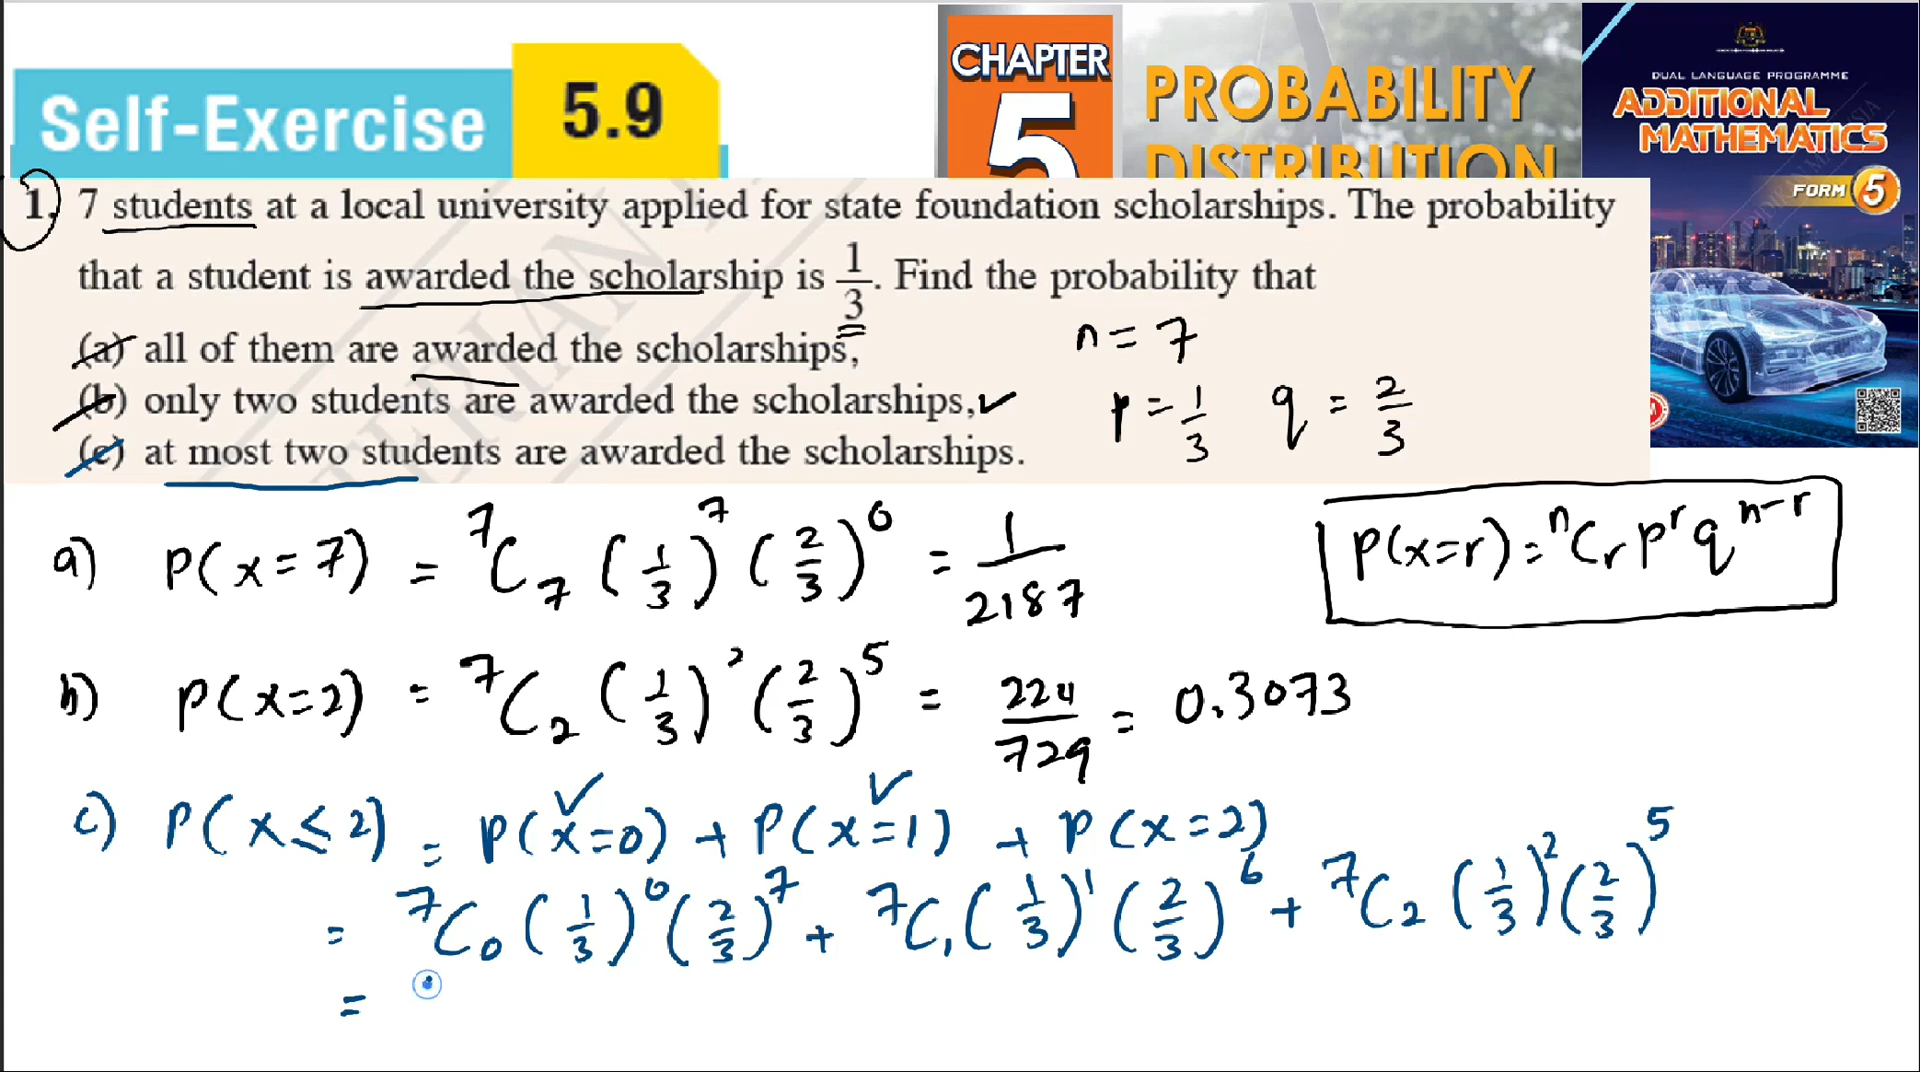 Self-Exercise 5.9
CHAPTER 5
PROBABILITY
DISTRIBUTION
DUAL LANGUAGE PROGRAMME
ADDITIONAL
MATHEMATICS
FORM 5
1. 7 students at a local university applied for state foundation scholarships. The probability
that a student is awarded the scholarship is 1/3. Find the probability that
(a) all of them are awarded the scholarships,
(b) only two students are awarded the scholarships, ✓
(c) at most two students are awarded the scholarships.
n = 7
p = 1/3 q = 2/3
P(x=r) = ⁿCr pʳ qⁿ⁻ʳ
a) P(x=7) = ⁷C₇ (1/3)⁷ (2/3)⁰ = 1/2187
b) P(x=2) = ⁷C₂ (1/3)² (2/3)⁵ = 224/729 = 0.3073
c) P(x≤2) = P(x=0) + P(x=1) + P(x=2)
= ⁷C₀ (1/3)⁰ (2/3)⁷ + ⁷C₁ (1/3)¹ (2/3)⁶ + ⁷C₂ (1/3)² (2/3)⁵
=